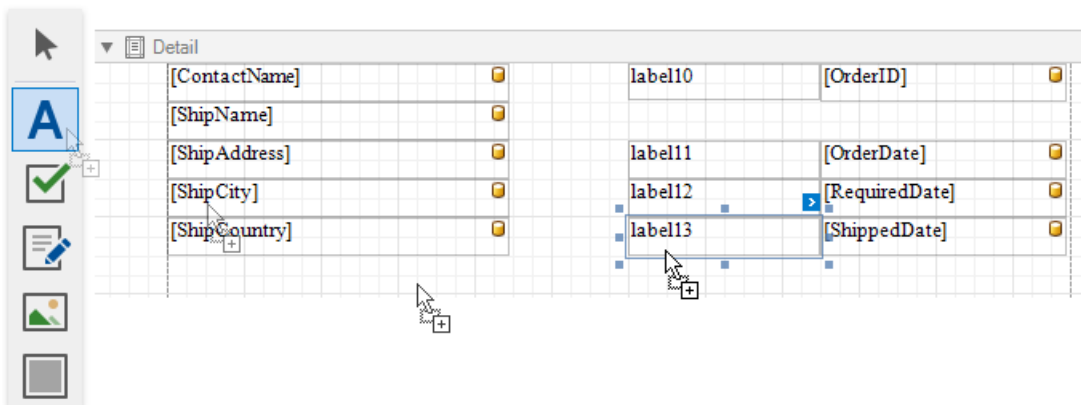 Detail
[ContactName] label10 [OrderID]
[ShipName]
A
[ShipAddress] label11 [OrderDate]
[ShipCity] label12 [RequiredDate]
[ShipCountry] label13 [ShippedDate]